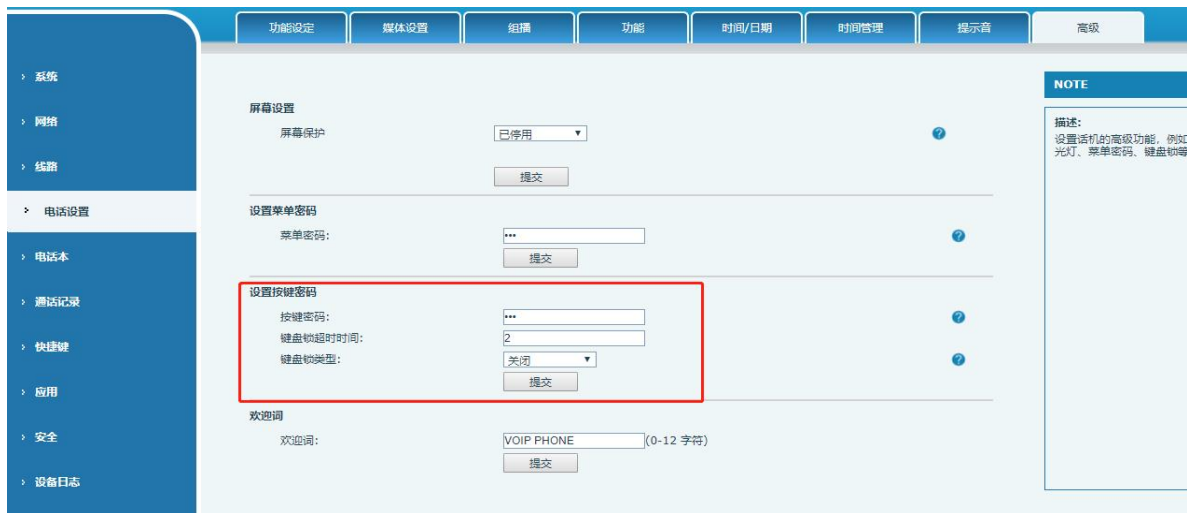 功能设定 媒体设置 组播 功能 时间/日期 时间管理 提示音 高级
系统
网络
线路
电话设置
电话本
通话记录
快捷键
应用
安全
设备日志
屏幕设置
屏幕保护 已停用
提交
设置菜单密码
菜单密码: •••
提交
设置按键密码
按键密码: •••
键盘锁超时时间: 2
键盘锁类型: 关闭
提交
欢迎词
欢迎词: VOIP PHONE (0-12 字符)
提交
NOTE
描述:
设置话机的高级功能，例如
光灯、菜单密码、键盘锁等